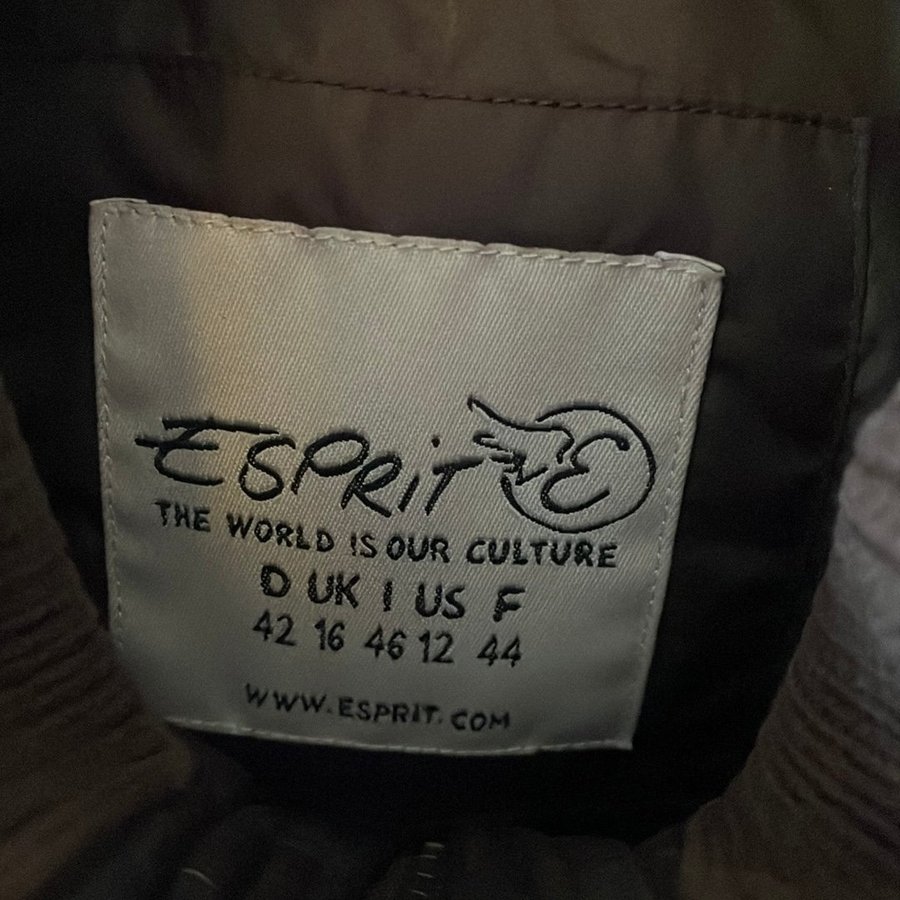 ESPRIT E
THE WORLD IS OUR CULTURE
D UK I US F
42 16 46 12 44
WWW.ESPRIT.COM